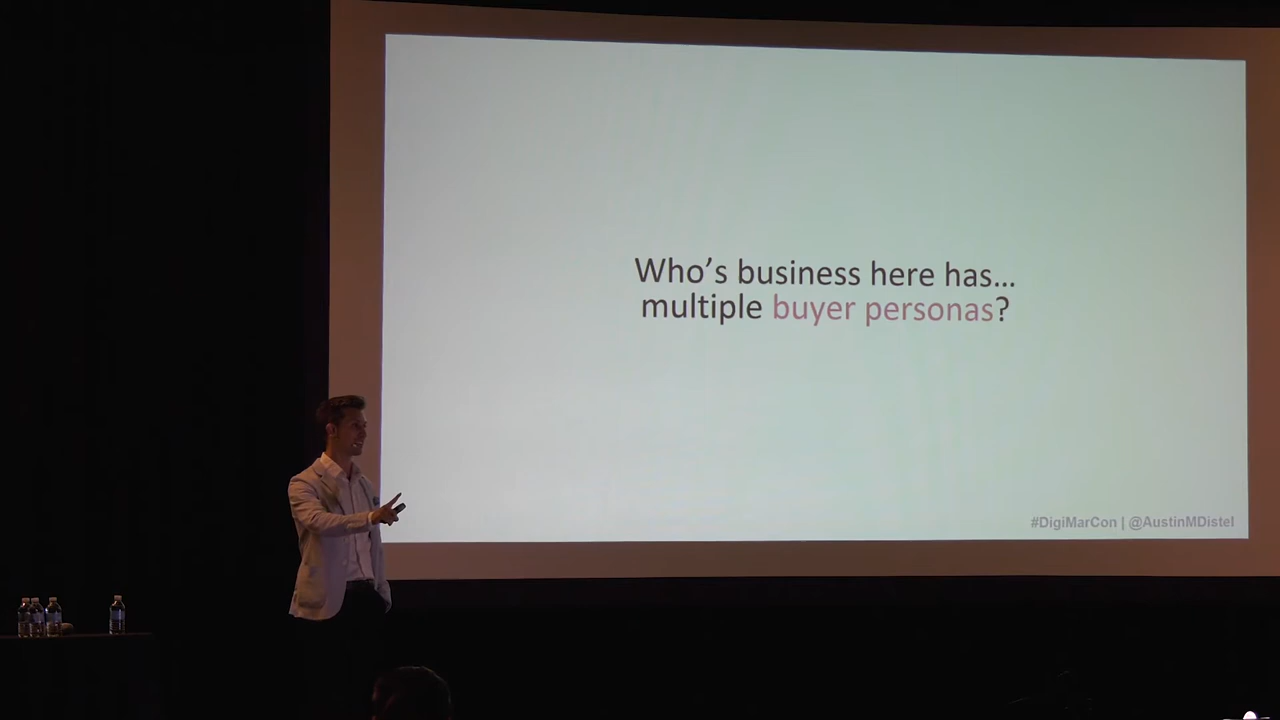 Who's business here has...
multiple buyer personas?
#DigiMarCon | @AustinMDistel